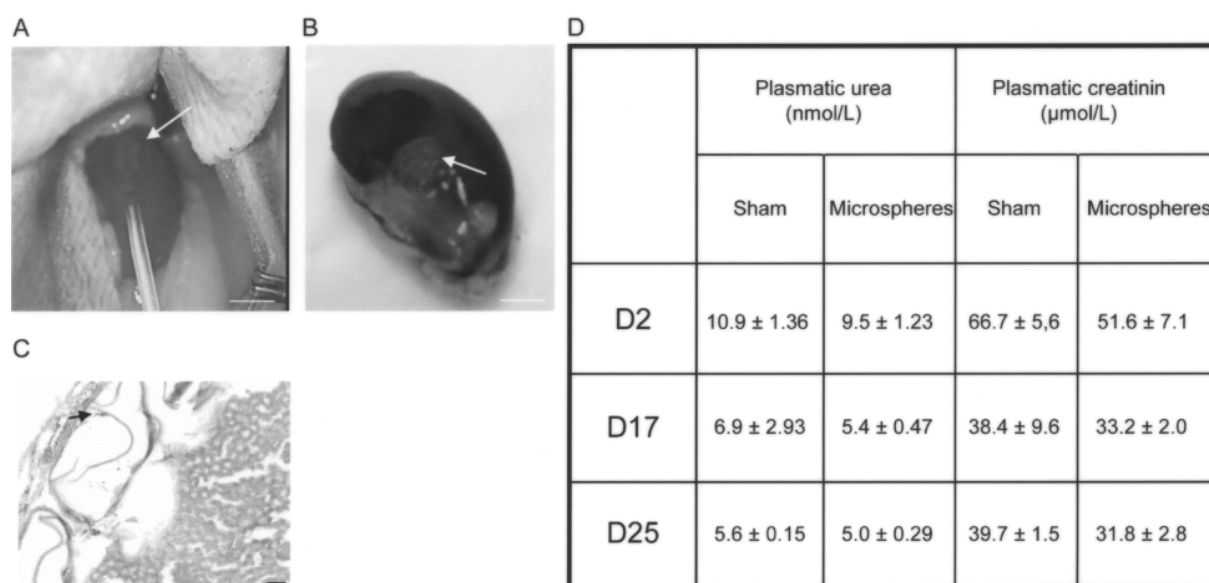 A
B
D
Plasmatic urea
(nmol/L)
Plasmatic creatinin
(µmol/L)
Sham
Microspheres
Sham
Microspheres
D2
10.9 ± 1.36
9.5 ± 1.23
66.7 ± 5,6
51.6 ± 7.1
C
D17
6.9 ± 2.93
5.4 ± 0.47
38.4 ± 9.6
33.2 ± 2.0
D25
5.6 ± 0.15
5.0 ± 0.29
39.7 ± 1.5
31.8 ± 2.8